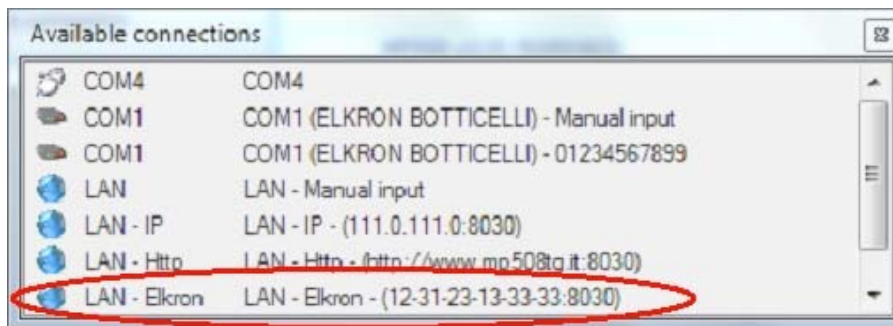 Available connections
COM4 COM4
COM1 COM1 (ELKRON BOTTICELLI) - Manual input
COM1 COM1 (ELKRON BOTTICELLI) - 01234567899
LAN LAN - Manual input
LAN - IP LAN - IP - (111.0.111.0:8030)
LAN - Http LAN - Http - (http://www.mp508tg.it:8030)
LAN - Elkron LAN - Elkron - (12-31-23-13-33-33:8030)